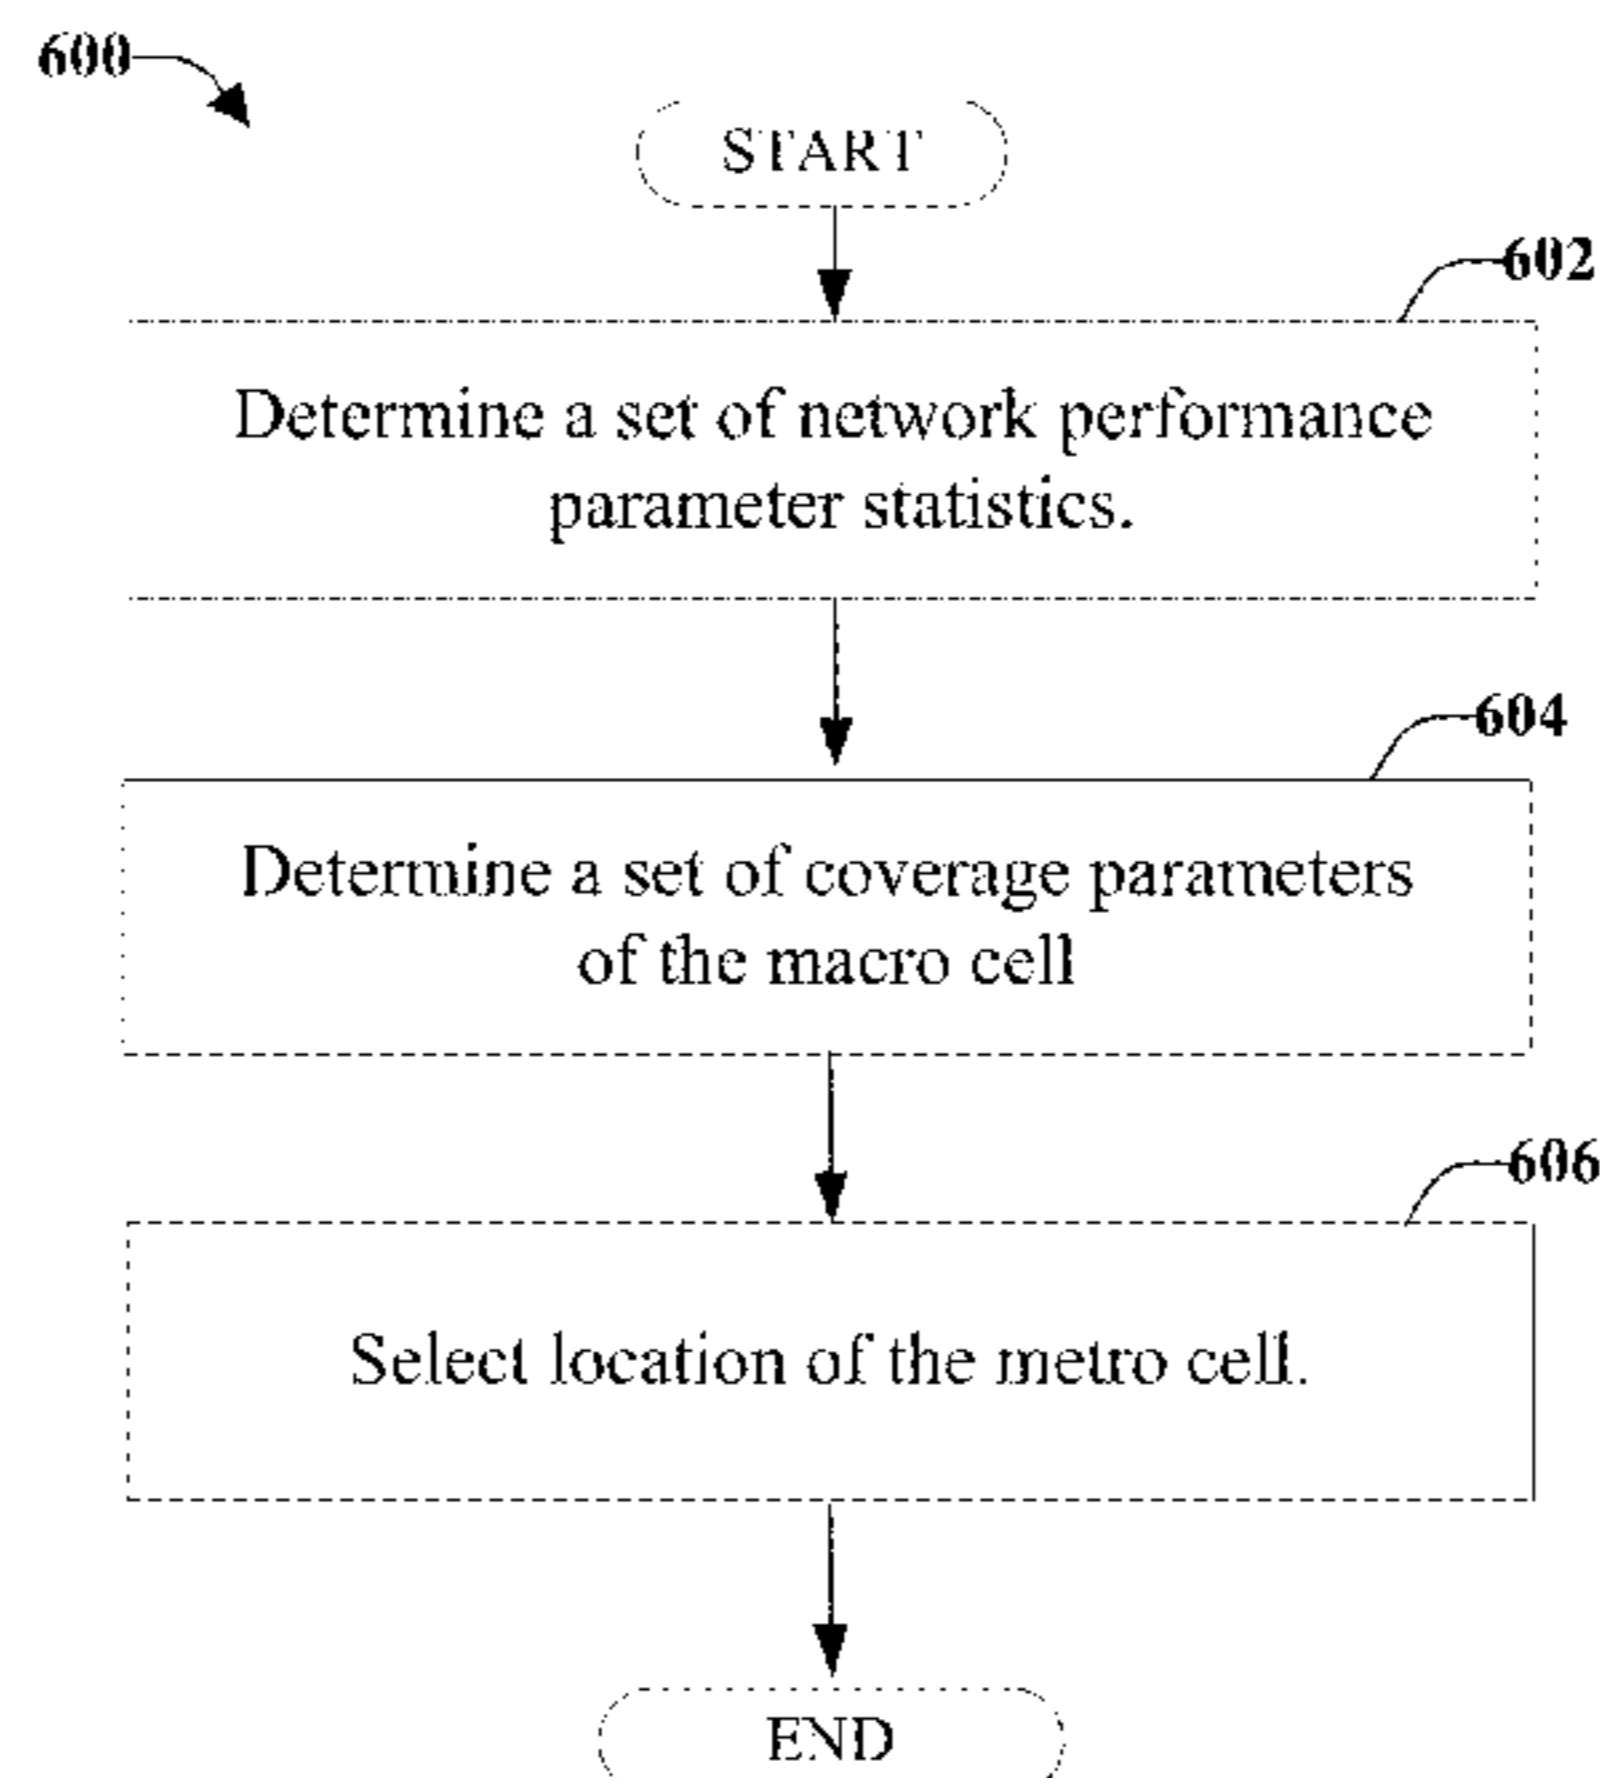 600
START
602
Determine a set of network performance
parameter statistics.
604
Determine a set of coverage parameters
of the macro cell
606
Select location of the metro cell.
END